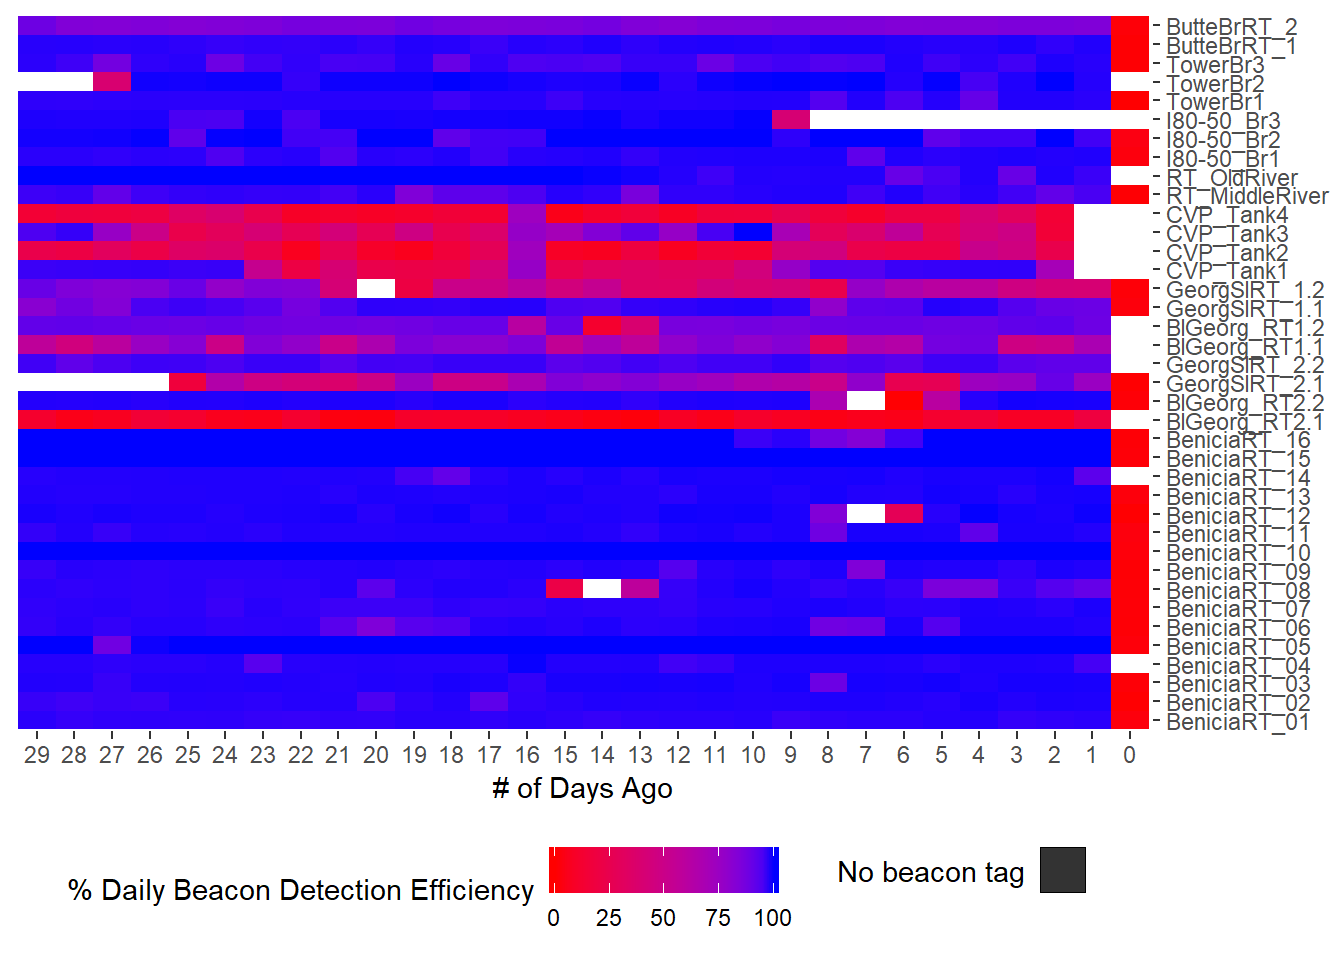 ButteBrRT_2
ButteBrRT_1
TowerBr3
TowerBr2
TowerBr1
I80-50_Br3
I80-50_Br2
I80-50_Br1
RT_OldRiver
RT_MiddleRiver
CVP_Tank4
CVP_Tank3
CVP_Tank2
CVP_Tank1
GeorgSlRT_1.2
GeorgSlRT_1.1
BlGeorg_RT1.2
BlGeorg_RT1.1
GeorgSlRT_2.2
GeorgSlRT_2.1
BlGeorg_RT2.2
BlGeorg_RT2.1
BeniciaRT_16
BeniciaRT_15
BeniciaRT_14
BeniciaRT_13
BeniciaRT_12
BeniciaRT_11
BeniciaRT_10
BeniciaRT_09
BeniciaRT_08
BeniciaRT_07
BeniciaRT_06
BeniciaRT_05
BeniciaRT_04
BeniciaRT_03
BeniciaRT_02
BeniciaRT_01
29 28 27 26 25 24 23 22 21 20 19 18 17 16 15 14 13 12 11 10 9 8 7 6 5 4 3 2 1 0
# of Days Ago
% Daily Beacon Detection Efficiency
0 25 50 75 100
No beacon tag